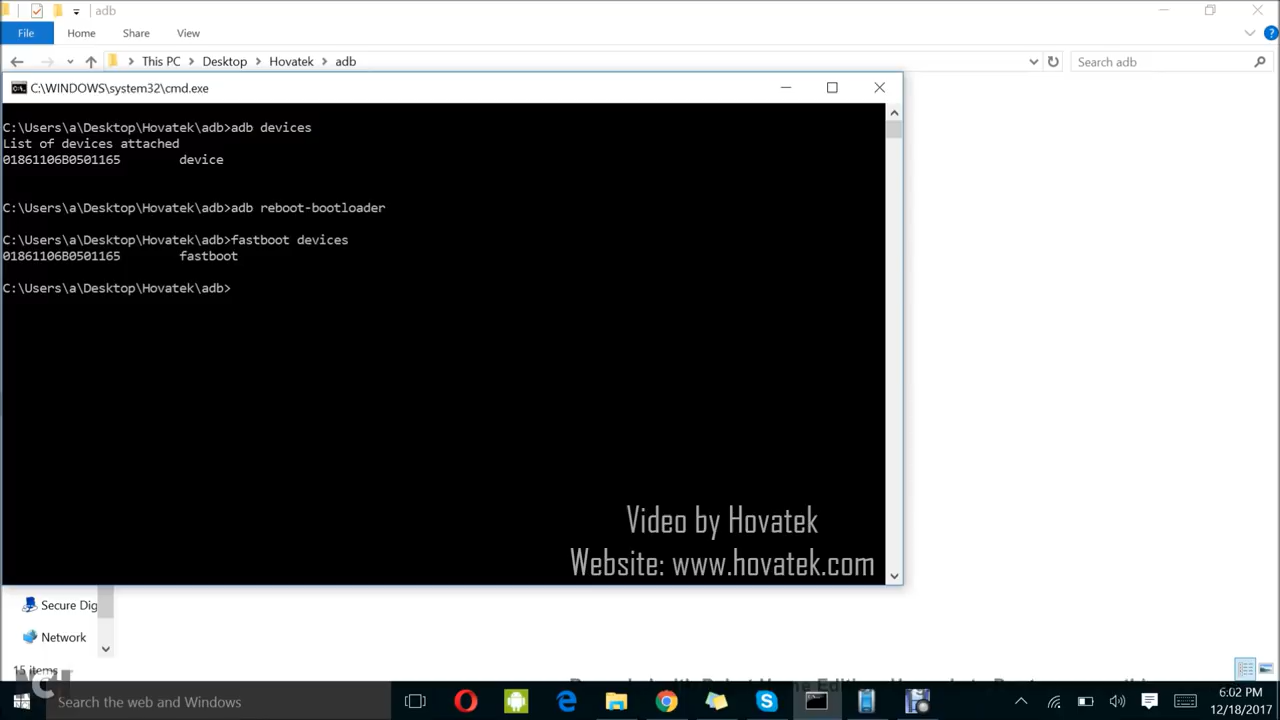 adb
File
Home
Share
View
This PC
Desktop
Hovatek
adb
Search adb
C:\WINDOWS\system32\cmd.exe
C:\Users\a\Desktop\Hovatek\adb>adb devices
List of devices attached
01861106B0501165 device
C:\Users\a\Desktop\Hovatek\adb>adb reboot-bootloader
C:\Users\a\Desktop\Hovatek\adb>fastboot devices
01861106B0501165 fastboot
C:\Users\a\Desktop\Hovatek\adb>
Video by Hovatek
Website: www.hovatek.com
Secure Dig
Network
15 items
Search the web and Windows
6:02 PM
12/18/2017